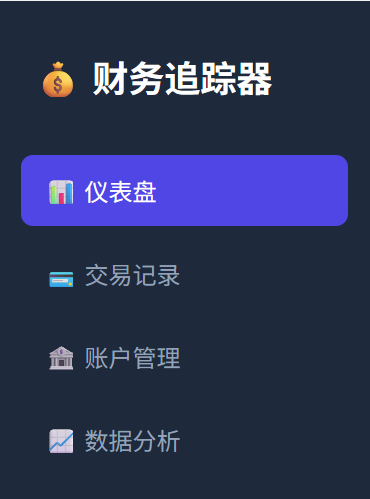 财务追踪器
仪表盘
交易记录
账户管理
数据分析